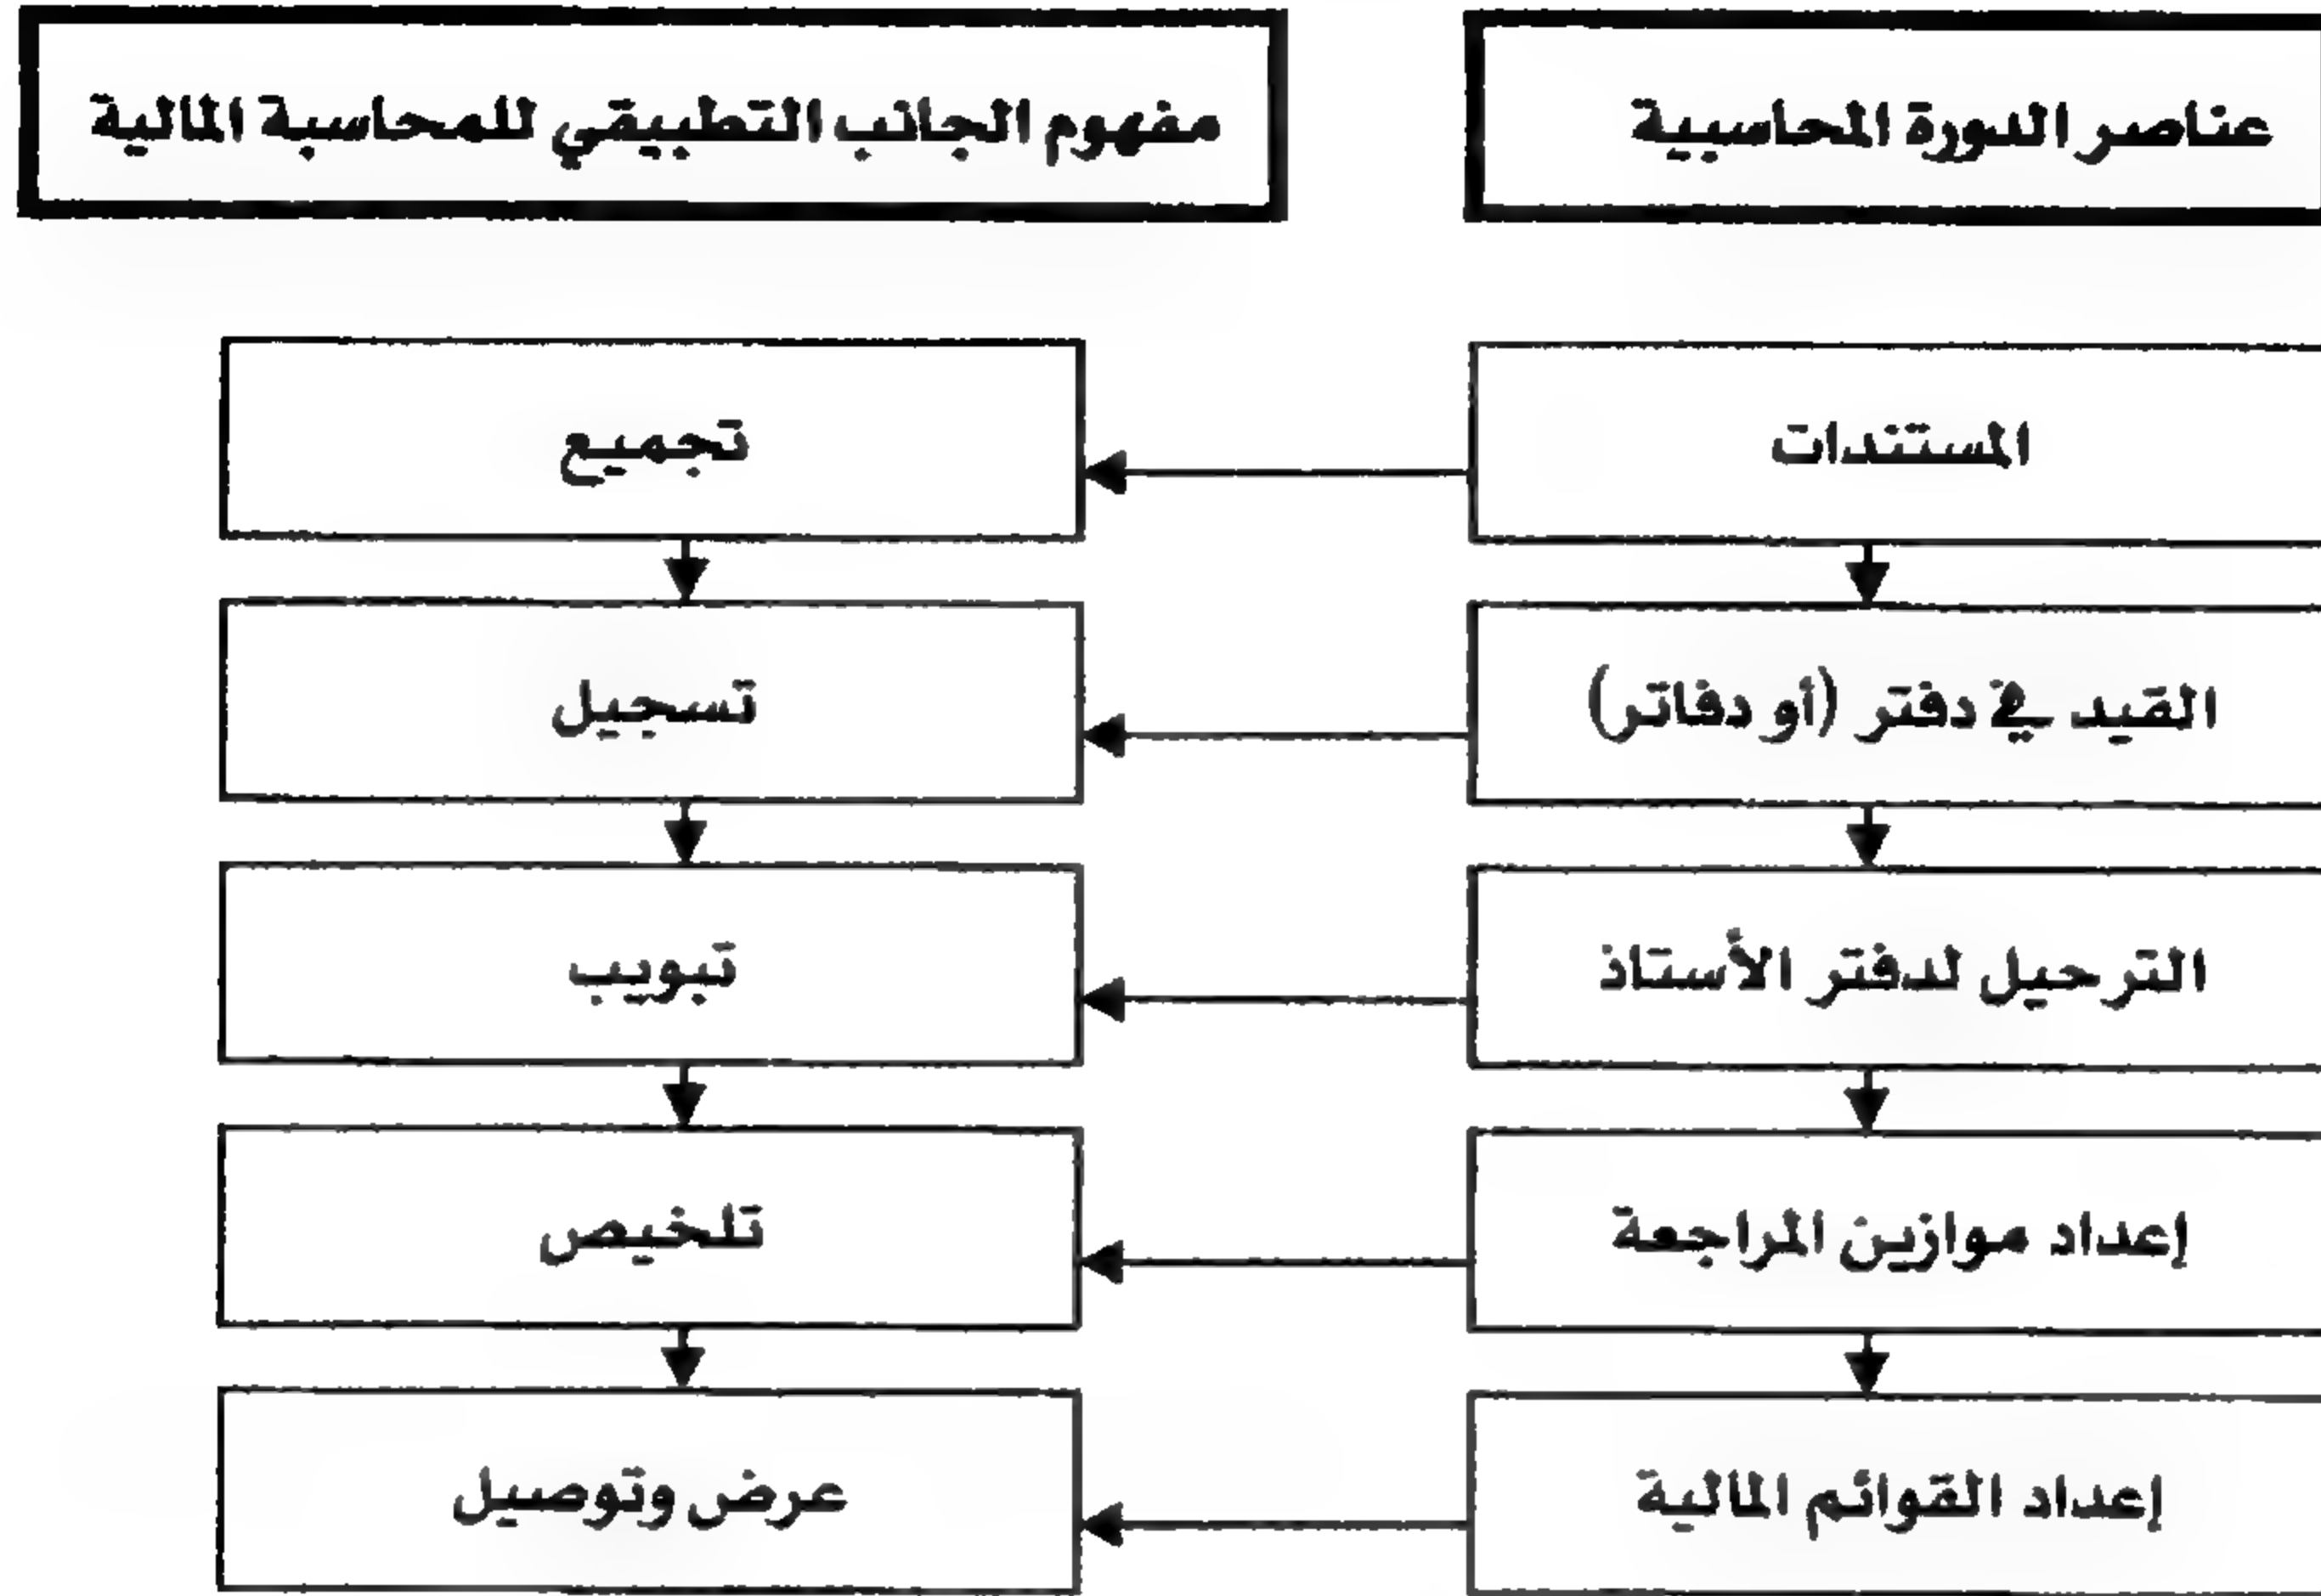 عناصر الدورة المحاسبية
مفهوم الجانب التطبيقي للمحاسبة المالية
المستندات
تجميع
القيد في دفتر (أو دفاتر)
تسجيل
الترحيل لدفتر الأستاذ
تبويب
إعداد موازين المراجعة
تلخيص
إعداد القوائم المالية
عرض وتوصيل